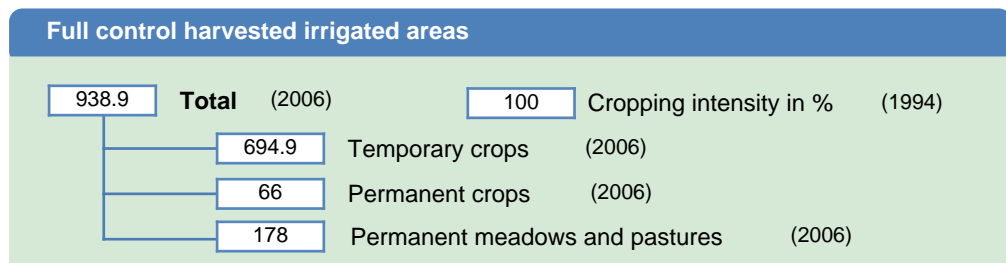 Full control harvested irrigated areas
938.9 Total (2006) 100 Cropping intensity in % (1994)
694.9 Temporary crops (2006)
66 Permanent crops (2006)
178 Permanent meadows and pastures (2006)